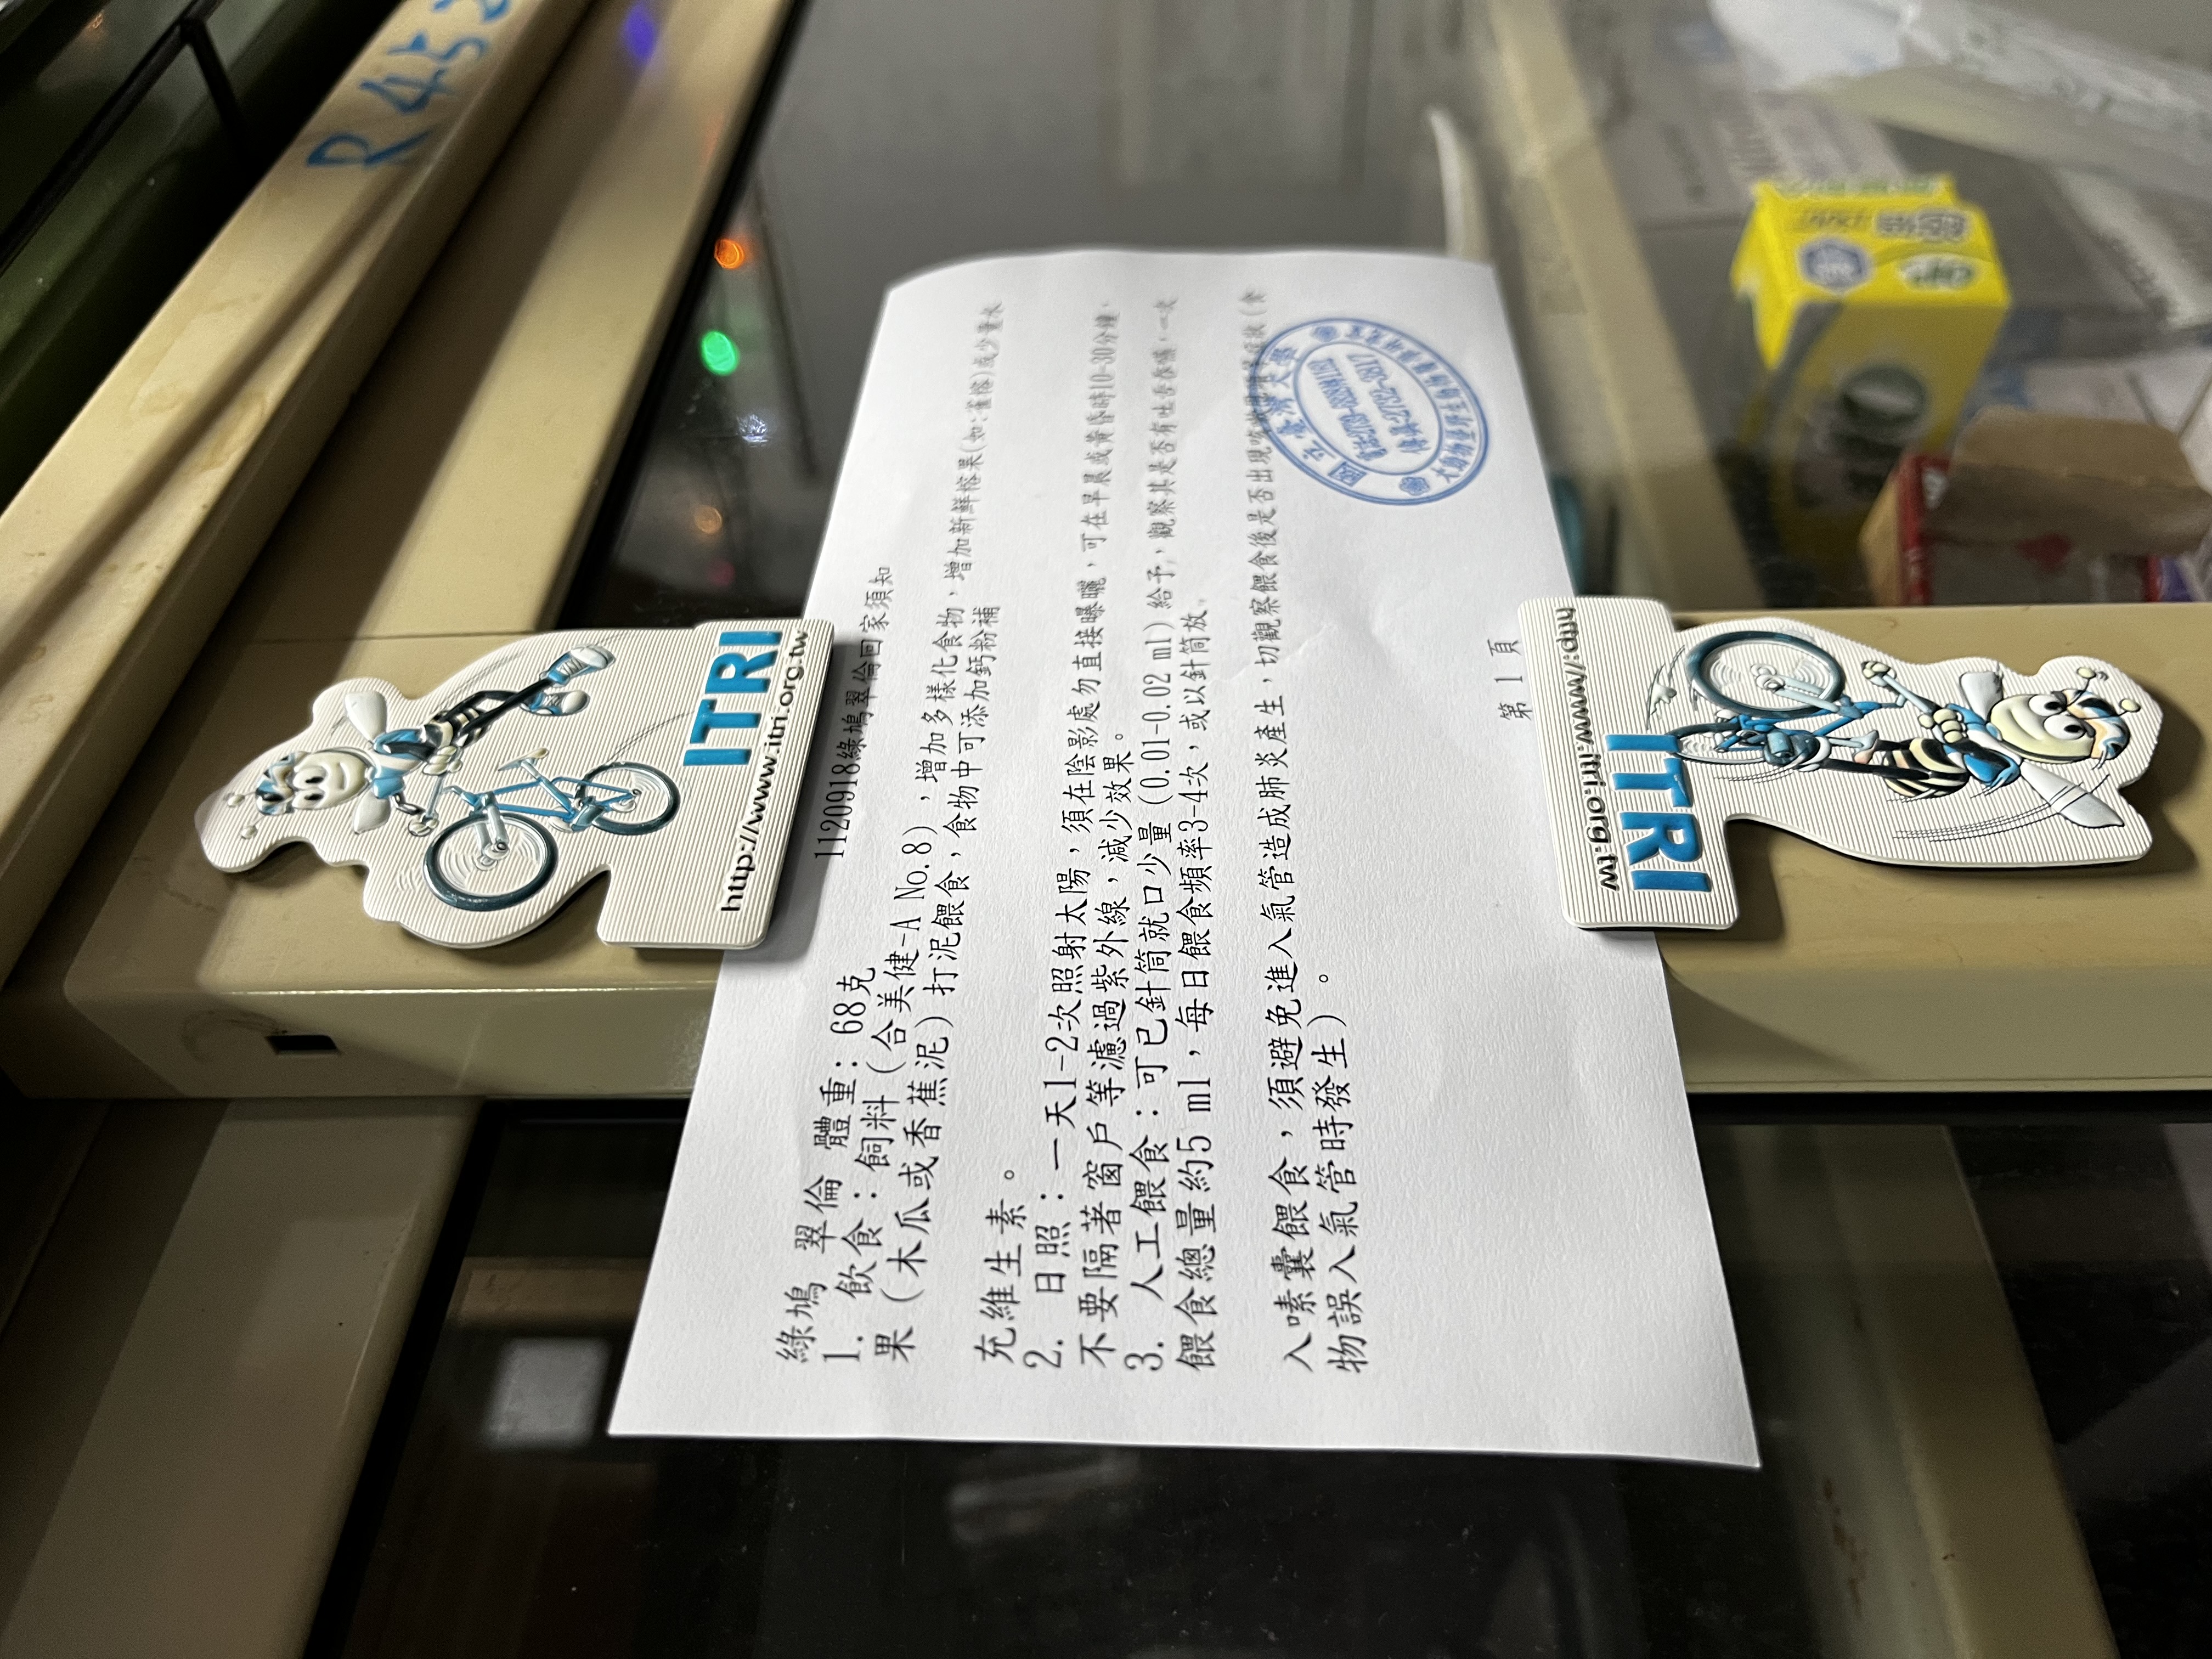 R452
ITRI
http://www.itri.org.tw
1120918綠鳩翠倫回家須知
綠鳩 翠倫 體重: 68克
1. 飲食：飼料（合美健-A No.8），增加多樣化食物，增加新鮮榕果(如:雀榕)或少量水
果（木瓜或香蕉泥）打泥餵食，食物中可添加鈣粉補
充維生素。
2. 日照：一天1-2次照射太陽，須在陰影處勿直接曝曬，可在早晨或黃昏時10-30分鐘，
不要隔著窗戶等濾過紫外線，減少效果。
3. 人工餵食：可已針筒就口少量（0.01-0.02 ml）給予，觀察其是否有吐舌吞嚥，一次
餵食總量約5 ml，每日餵食頻率3-4次，或以針筒放
入嗉囊餵食，須避免進入氣管造成肺炎產生，切觀察餵食後是否出現咳嗽等症狀（食
物誤入氣管時發生）。
國立臺灣大學
傳真:2732-3817
第 1 頁
http://www.itri.org.tw
ITRI